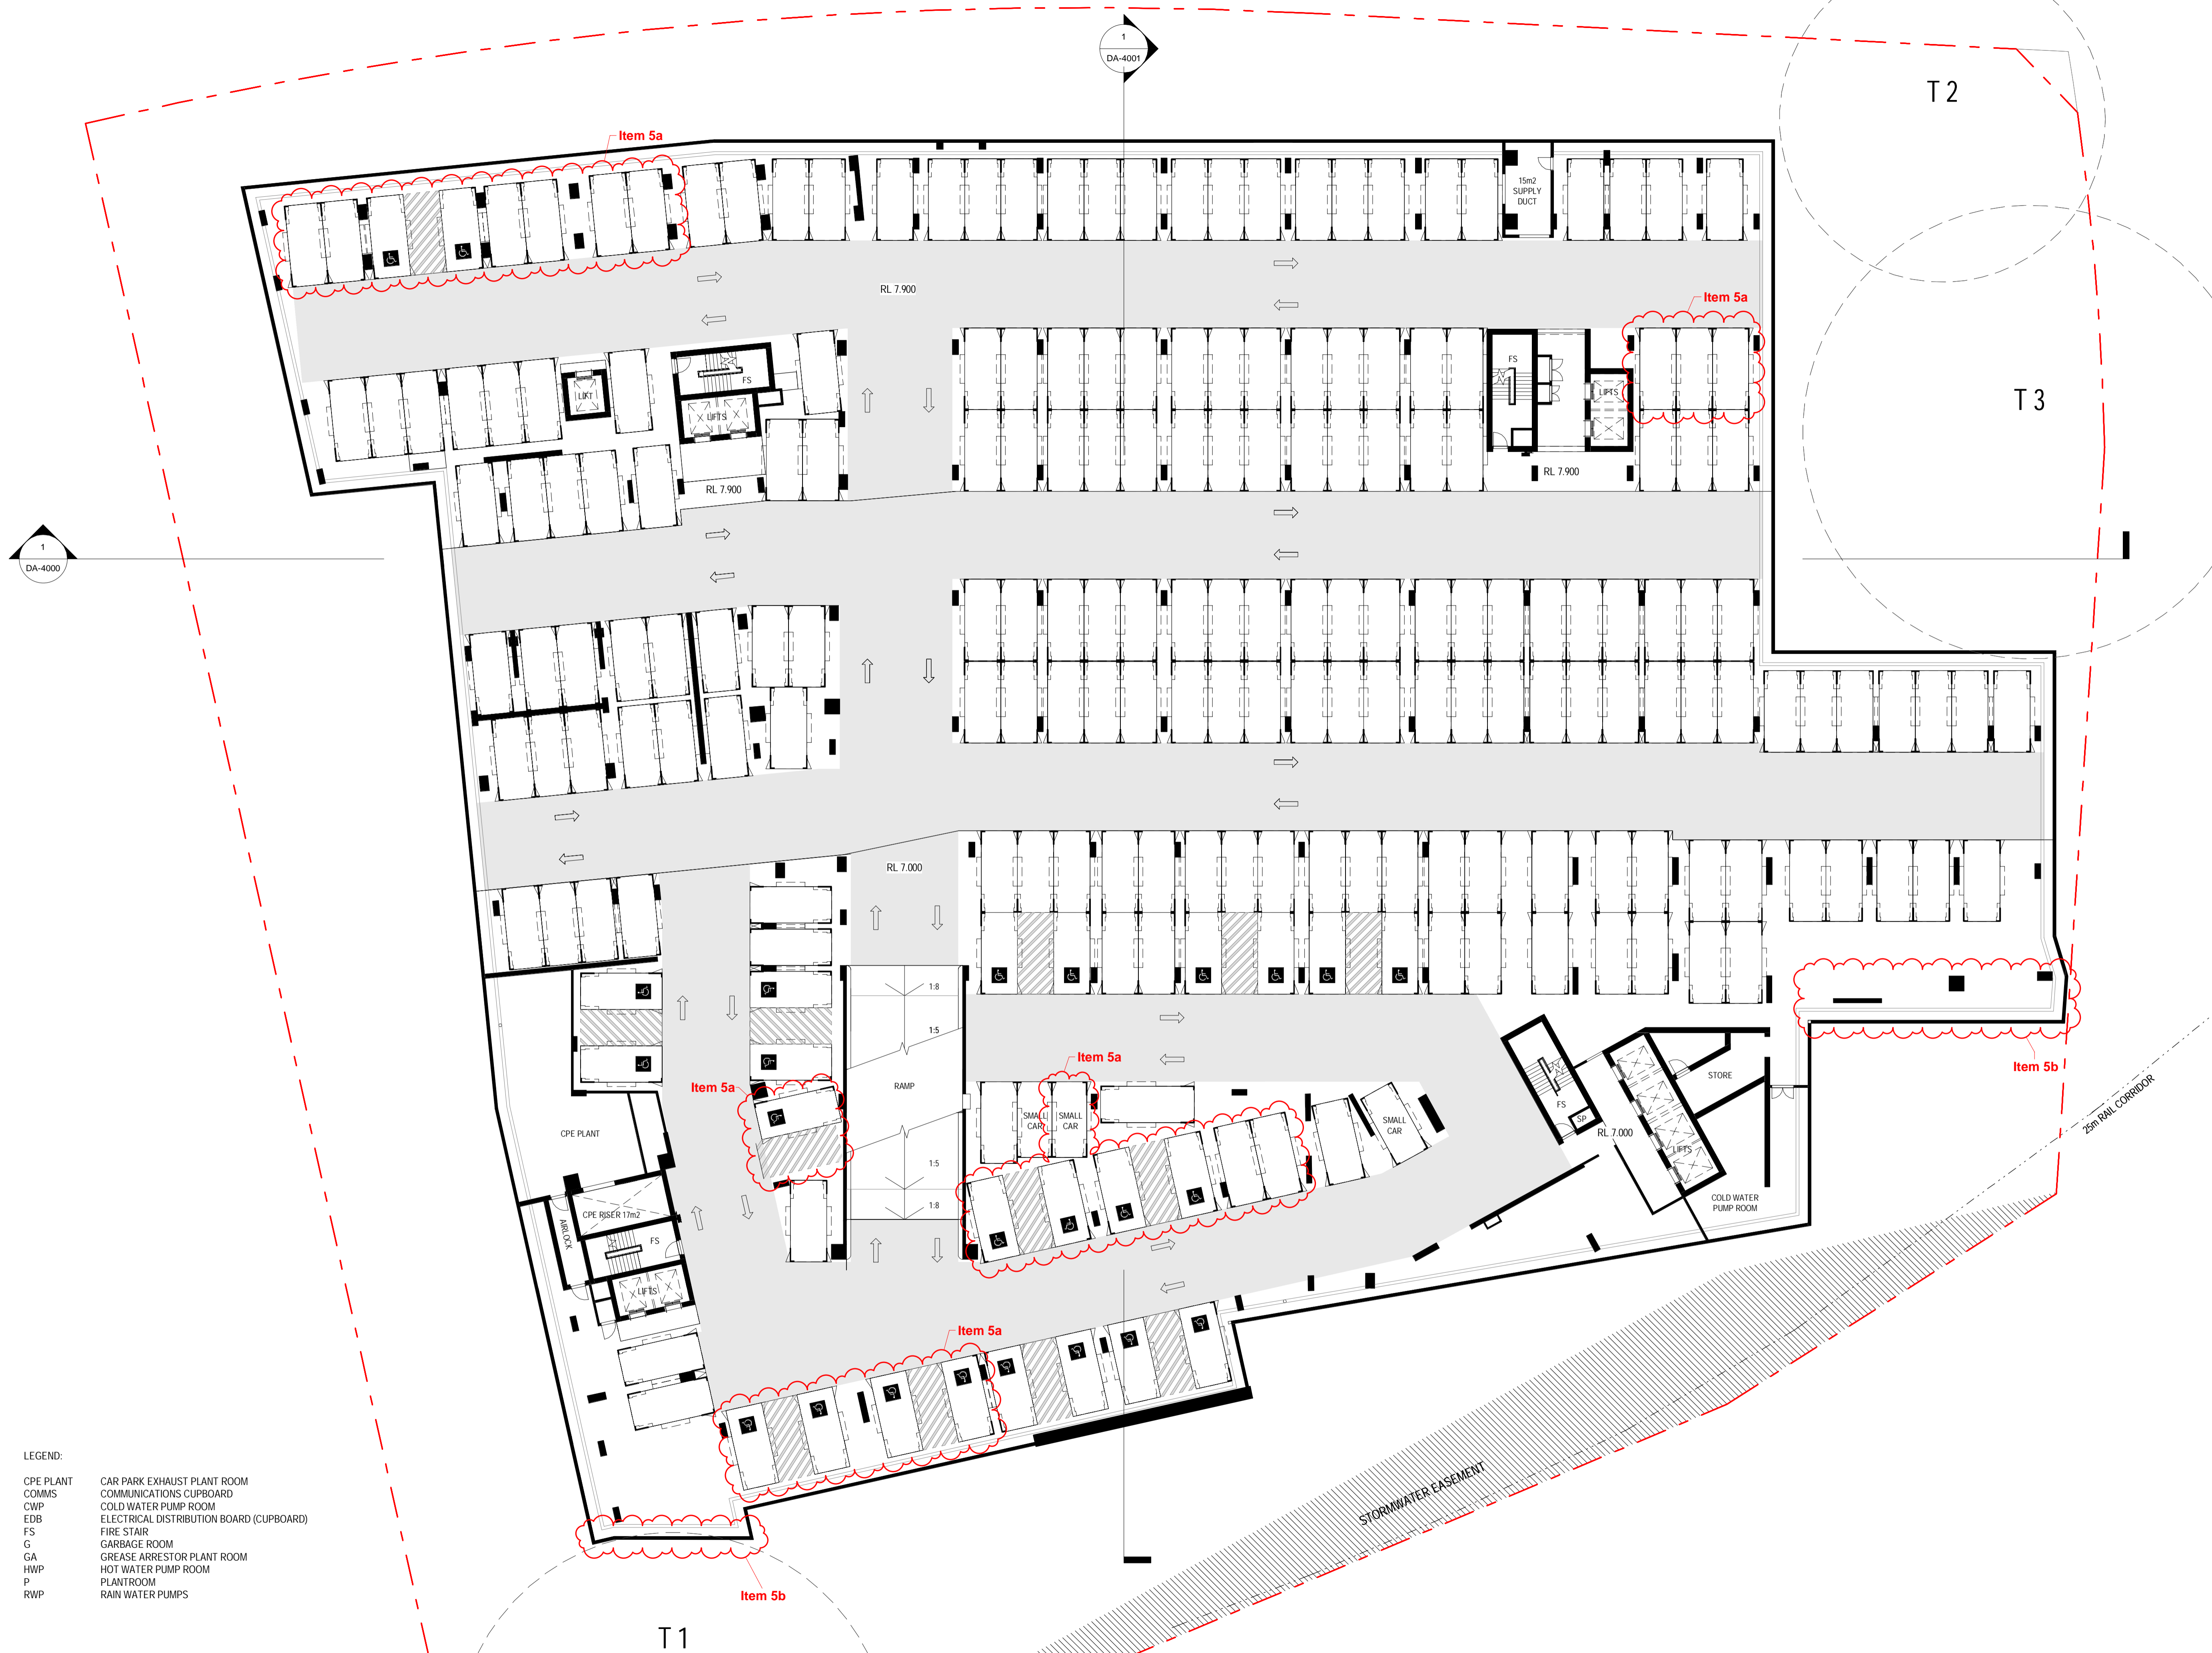 1
DA-4001
T 2
Item 5a
15m2
SUPPLY
DUCT
RL 7.900
Item 5a
FS
FS
LIFT
LIFTS
LIFTS
T 3
RL 7.900
RL 7.900
1
DA-4000
RL 7.000
1:8
1:5
Item 5a
Item 5a
RAMP
Item 5b
STORE
SMALL
CAR
SMALL
CAR
SMALL
CAR
FS
SP
RL 7.000
25m RAIL CORRIDOR
CPE PLANT
LIFTS
1:5
1:8
COLD WATER
PUMP ROOM
CPE RISER 17m2
AIRLOCK
FS
LIFTS
Item 5a
STORMWATER EASEMENT
LEGEND:
CPE PLANT CAR PARK EXHAUST PLANT ROOM
COMMS COMMUNICATIONS CUPBOARD
CWP COLD WATER PUMP ROOM
EDB ELECTRICAL DISTRIBUTION BOARD (CUPBOARD)
FS FIRE STAIR
G GARBAGE ROOM
GA GREASE ARRESTOR PLANT ROOM
HWP HOT WATER PUMP ROOM
P PLANTROOM
RWP RAIN WATER PUMPS
Item 5b
T 1